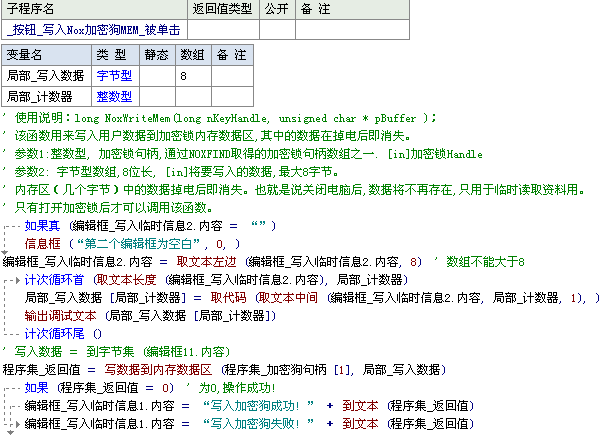 子程序名 返回值类型 公开 备 注
_按钮_写入Nox加密狗MEM_被单击
变量名 类 型 静态 数组 备 注
局部_写入数据 字节型 8
局部_计数器 整数型
' 使用说明：long NoxWriteMem(long nKeyHandle, unsigned char * pBuffer );
' 该函数用来写入用户数据到加密锁内存数据区,其中的数据在掉电后即消失。
' 参数1:整数型, 加密锁句柄,通过NOXFIND取得的加密锁句柄数组之一. [in]加密锁Handle
' 参数2: 字节型数组,8位长, [in]将要写入的数据,最大8字节。
' 内存区（几个字节）中的数据掉电后即消失。也就是说关闭电脑后,数据将不再存在,只用于临时读取资料用。
' 只有打开加密锁后才可以调用该函数。
如果真 (编辑框_写入临时信息2.内容 = “”)
信息框 (“第二个编辑框为空白”, 0, )
编辑框_写入临时信息2.内容 = 取文本左边 (编辑框_写入临时信息2.内容, 8) ' 数组不能大于8
计次循环首 (取文本长度 (编辑框_写入临时信息2.内容), 局部_计数器)
局部_写入数据 [局部_计数器] = 取代码 (取文本中间 (编辑框_写入临时信息2.内容, 局部_计数器, 1), )
输出调试文本 (局部_写入数据 [局部_计数器])
计次循环尾 ()
' 写入数据 = 到字节集 (编辑框11.内容)
程序集_返回值 = 写数据到内存数据区 (程序集_加密狗句柄 [1], 局部_写入数据)
如果 (程序集_返回值 = 0) ' 为0,操作成功!
编辑框_写入临时信息1.内容 = “写入加密狗成功! ” + 到文本 (程序集_返回值)
编辑框_写入临时信息1.内容 = “写入加密狗失败! ” + 到文本 (程序集_返回值)